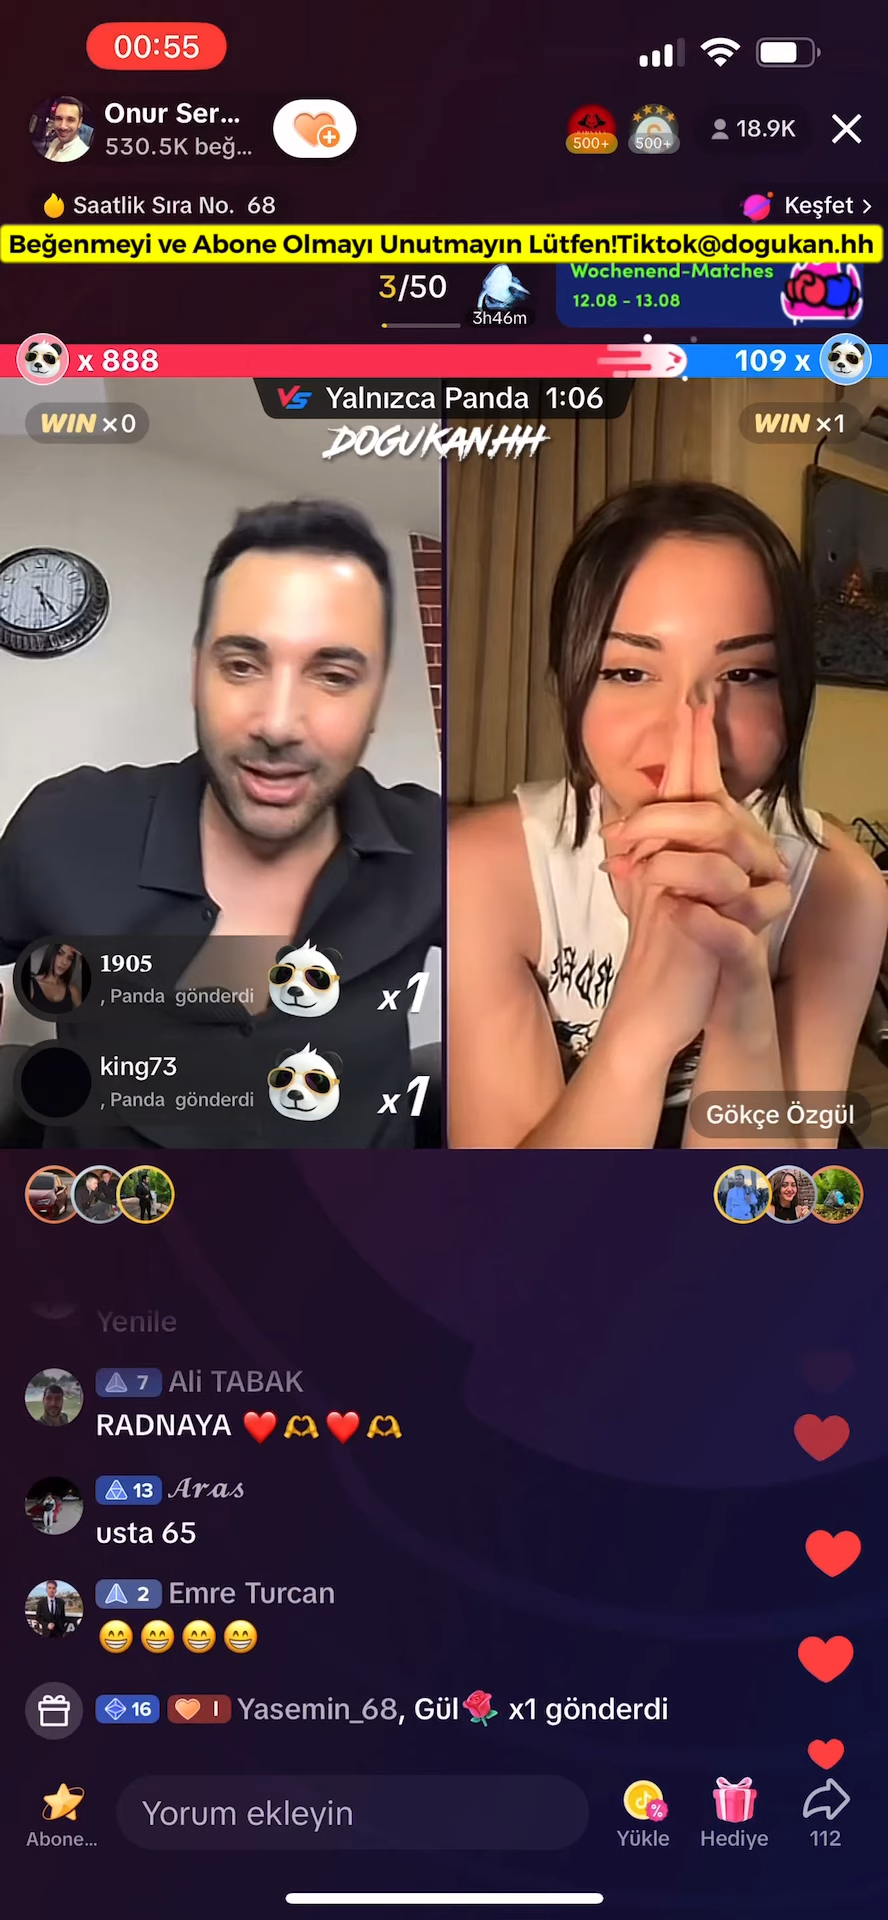 00:55
Onur Ser...
530.5K beğ...
500+
500+
18.9K
Saatlik Sıra No. 68
Keşfet >
Beğenmeyi ve Abone Olmayı Unutmayın Lütfen!Tiktok@dogukan.hh
3/50
3h46m
Wochenend-Matches
12.08 - 13.08
x 888
109 x
VS Yalnızca Panda 1:06
WIN x0
WIN x1
DOGUKAN.HH
1905
, Panda gönderdi
x1
king73
, Panda gönderdi
x1
Gökçe Özgül
Yenile
7 Ali TABAK
RADNAYA ❤️🫶❤️🫶
13 𝓐𝓻𝓪𝓼
usta 65
2 Emre Turcan
😁😁😁😁
16 I Yasemin_68, Gül🌹 x1 gönderdi
Abone...
Yorum ekleyin
Yükle
Hediye
112